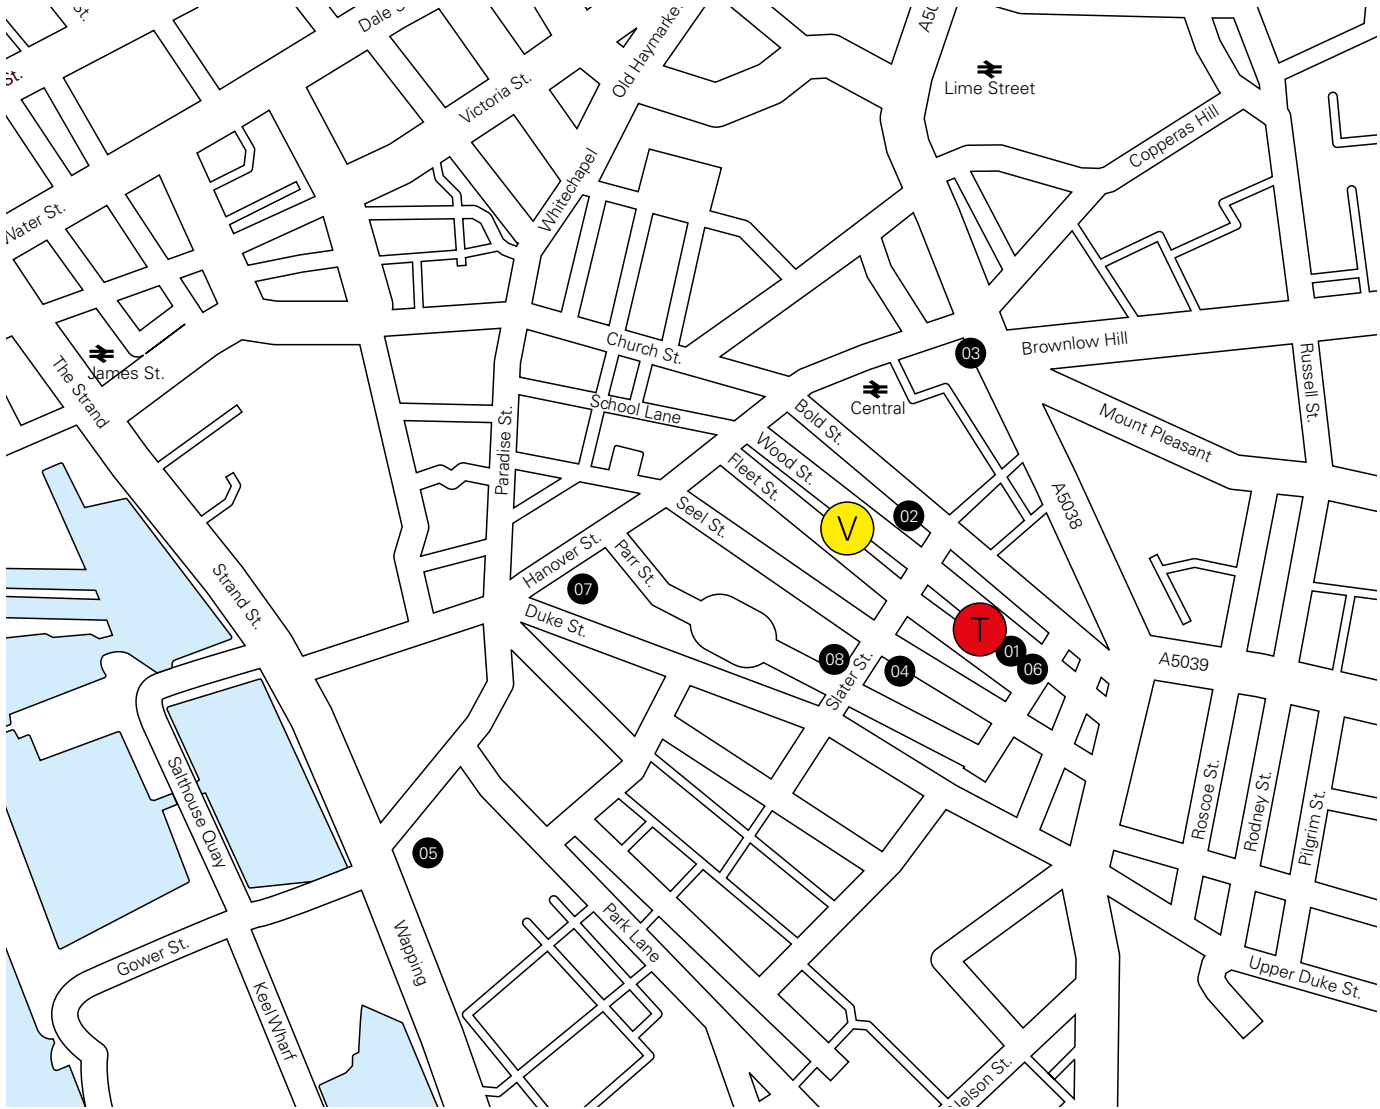 St.
Dale S
A50
St.
Old Haymarket
Lime Street
Victoria St.
Copperas Hill
Whitechapel
Water St.
Church St.
Brownlow Hill
03
James St.
The Strand
Russell St.
Central
School Lane
Bold St.
Mount Pleasant
Paradise St.
Wood St.
Fleet St.
Seel St.
A5038
02
V
Hanover St.
Parr St.
Strand St.
07
Duke St.
T
01
06
08
04
A5039
Slater St.
Salthouse Quay
Roscoe St.
Rodney St.
Pilgrim St.
05
Park Lane
Wapping
Gower St.
Upper Duke St.
Keel Wharf
Nelson St.